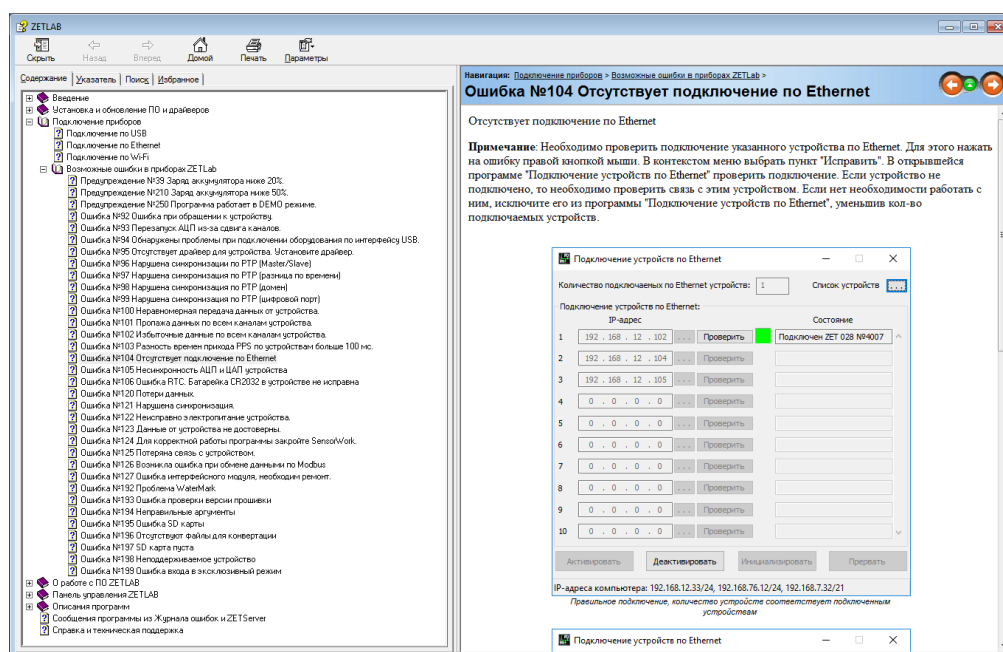 ZETLAB
Скрыть Назад Вперед Домой Печать Параметры
Содержание Указатель Поиск Избранное
Введение
Установка и обновление ПО и драйверов
Подключение приборов
Подключение по USB
Подключение по Ethernet
Подключение по Wi-Fi
Возможные ошибки в приборах ZETLab
Предупреждение №39 Заряд аккумулятора ниже 20%.
Предупреждение №210 Заряд аккумулятора ниже 50%.
Предупреждение №250 Программа работает в DEMO режиме.
Ошибка №92 Ошибка при обращении к устройству.
Ошибка №93 Перезапуск АЦП из-за сдвига каналов.
Ошибка №94 Обнаружены проблемы при подключении оборудования по интерфейсу USB.
Ошибка №95 Отсутствует драйвер для устройства. Установите драйвер.
Ошибка №96 Нарушена синхронизации по PTP (Master/Slave)
Ошибка №97 Нарушена синхронизация по PTP (разница по времени)
Ошибка №98 Нарушена синхронизация по PTP (домен)
Ошибка №99 Нарушена синхронизация по PTP (цифровой порт)
Ошибка №100 Неравномерная передача данных от устройства.
Ошибка №101 Пропажа данных по всем каналам устройства.
Ошибка №102 Избыточные данные по всем каналам устройства.
Ошибка №103 Разность времен прихода PPS по устройствам больше 100 мс.
Ошибка №104 Отсутствует подключение по Ethernet
Ошибка №105 Несинхронность АЦП и ЦАП устройства
Ошибка №106 Ошибка RTC. Батарейка CR2032 в устройстве не исправна
Ошибка №120 Потери данных.
Ошибка №121 Нарушена синхронизация.
Ошибка №122 Неисправно электропитание устройства.
Ошибка №123 Данные от устройства не достоверны.
Ошибка №124 Для корректной работы программы закройте SensorWork.
Ошибка №125 Потеряна связь с устройством.
Ошибка №126 Возникла ошибка при обмене данными по Modbus
Ошибка №127 Ошибка интерфейсного модуля, необходим ремонт.
Ошибка №192 Проблема WaterMark
Ошибка №193 Ошибка проверки версии прошивки
Ошибка №194 Неправильные аргументы
Ошибка №195 Ошибка SD карты
Ошибка №196 Отсутствуют файлы для конвертации
Ошибка №197 SD карта пуста
Ошибка №198 Неподдерживаемое устройство
Ошибка №199 Ошибка входа в эксклюзивный режим
О работе с ПО ZETLAB
Панель управления ZETLAB
Описания программ
Сообщения программы из Журнала ошибок и ZETServer
Справка и техническая поддержка
Навигация: Подключение приборов > Возможные ошибки в приборах ZETLab >
Ошибка №104 Отсутствует подключение по Ethernet
Отсутствует подключение по Ethernet
Примечание: Необходимо проверить подключение указанного устройства по Ethernet. Для этого нажать
на ошибку правой кнопкой мыши. В контекстом меню выбрать пункт "Исправить". В открывшейся
программе "Подключение устройств по Ethernet" проверить подключение. Если устройство не
подключено, то необходимо проверить связь с этим устройством. Если нет необходимости работать с
ним, исключите его из программы "Подключение устройств по Ethernet", уменьшив кол-во
подключаемых устройств.
Подключение устройств по Ethernet
Количество подключаемых по Ethernet устройств: 1 Список устройств ...
Подключение устройств по Ethernet:
IP-адрес Состояние
1 192 . 168 . 12 . 102 ... Проверить Подключен ZET 028 №4007
2 192 . 168 . 12 . 104 ... Проверить
3 192 . 168 . 12 . 105 ... Проверить
4 0 . 0 . 0 . 0 ... Проверить
5 0 . 0 . 0 . 0 ... Проверить
6 0 . 0 . 0 . 0 ... Проверить
7 0 . 0 . 0 . 0 ... Проверить
8 0 . 0 . 0 . 0 ... Проверить
9 0 . 0 . 0 . 0 ... Проверить
10 0 . 0 . 0 . 0 ... Проверить
Активировать Деактивировать Инициализировать Прервать
IP-адреса компьютера: 192.168.12.33/24, 192.168.76.12/24, 192.168.7.32/21
Правильное подключение, количество устройств соответствует подключенным
устройствам
Подключение устройств по Ethernet